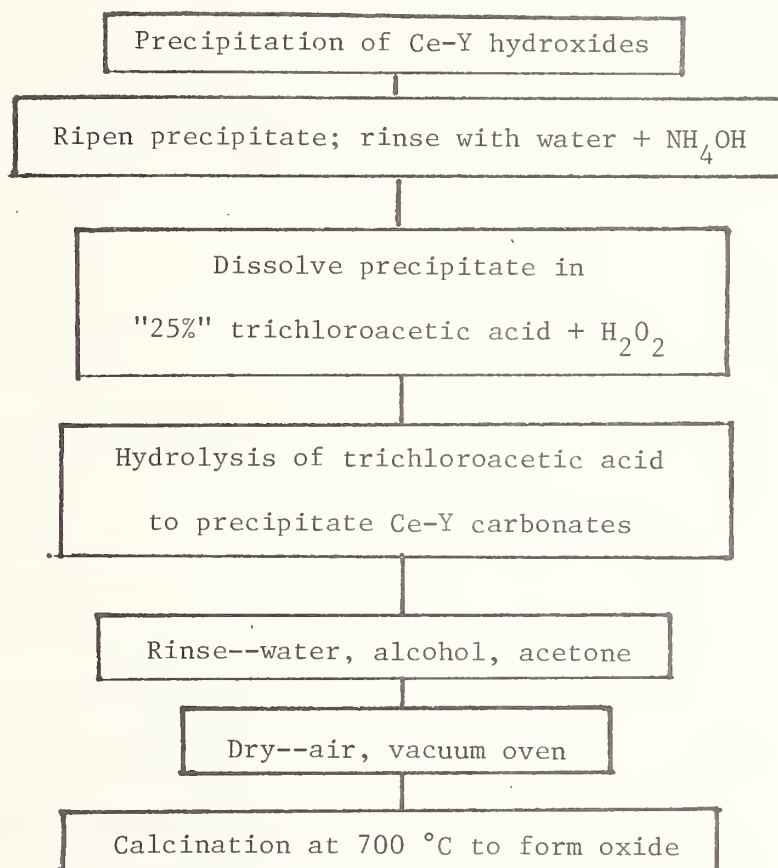 Precipitation of Ce-Y hydroxides
Ripen precipitate; rinse with water + NH4OH
Dissolve precipitate in
"25%" trichloroacetic acid + H2O2
Hydrolysis of trichloroacetic acid
to precipitate Ce-Y carbonates
Rinse--water, alcohol, acetone
Dry--air, vacuum oven
Calcination at 700 °C to form oxide